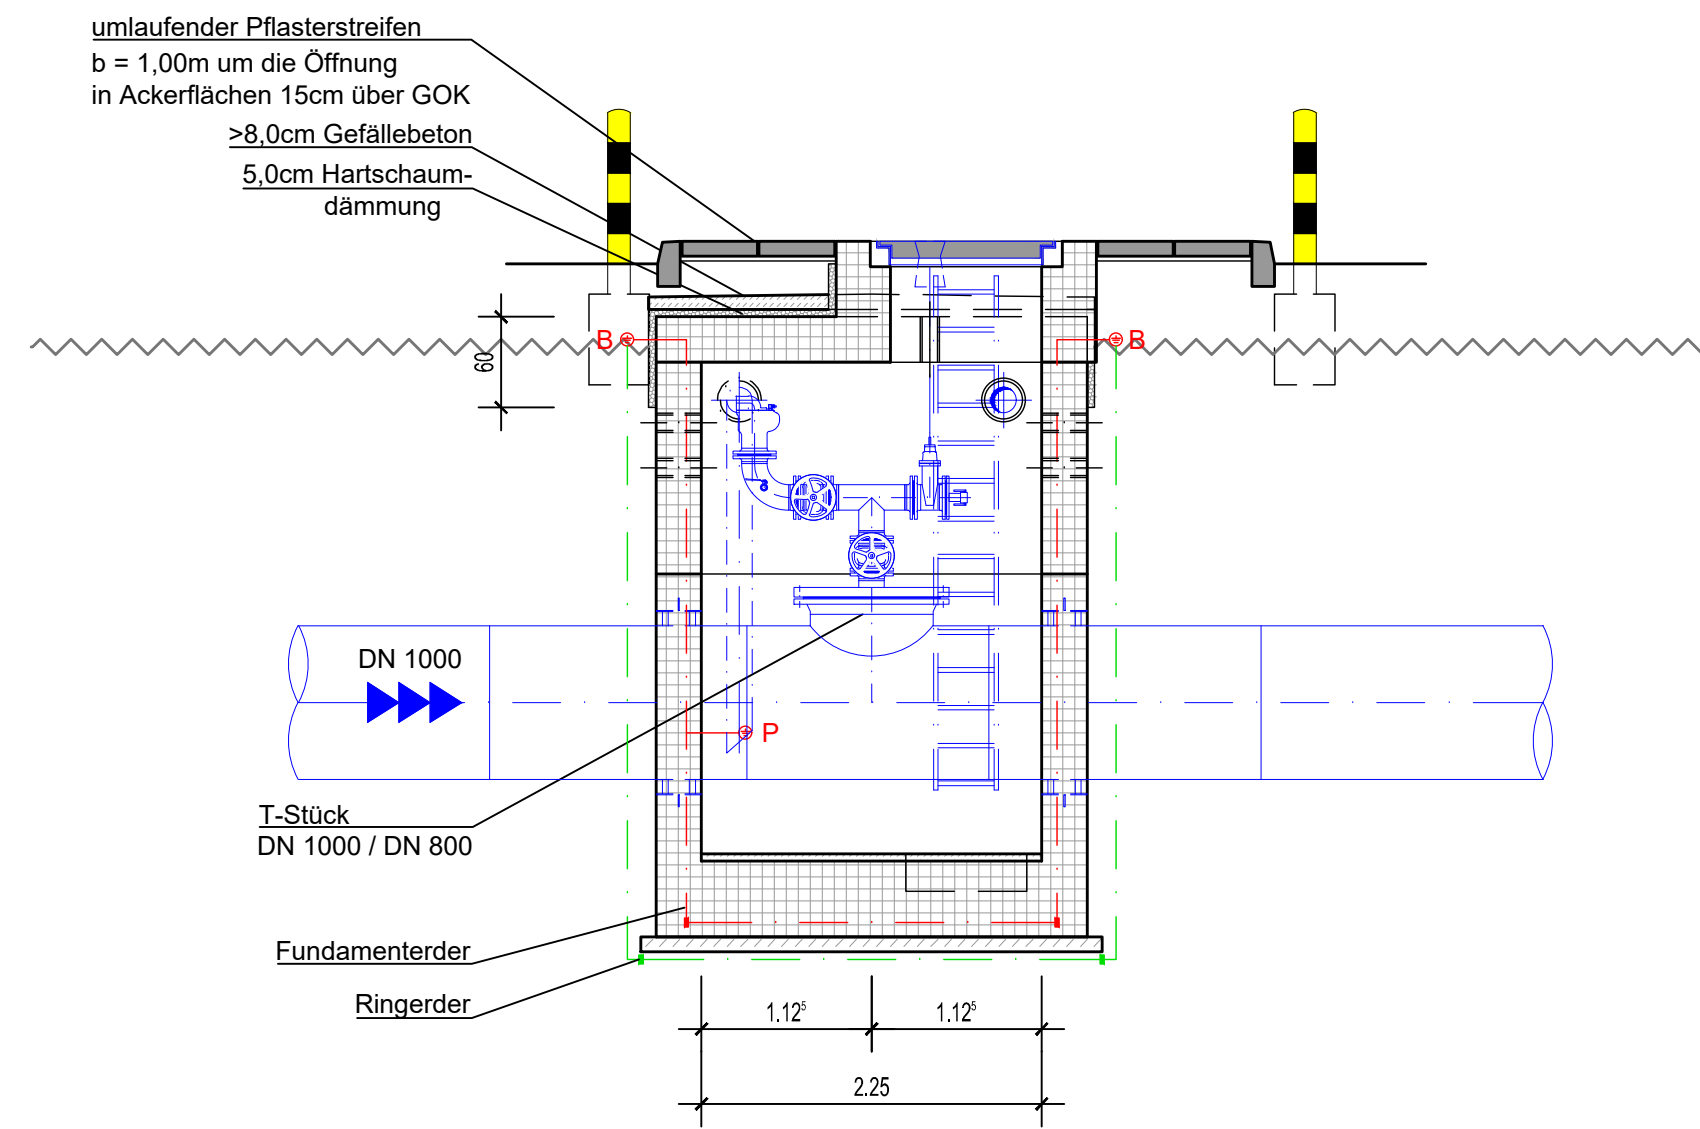 umlaufender Pflasterstreifen
b = 1,00m um die Öffnung
in Ackerflächen 15cm über GOK
>8,0cm Gefällebeton
5,0cm Hartschaum-
dämmung
60
B
B
DN 1000
P
T-Stück
DN 1000 / DN 800
Fundamenterder
Ringerder
1.12⁵
1.12⁵
2.25